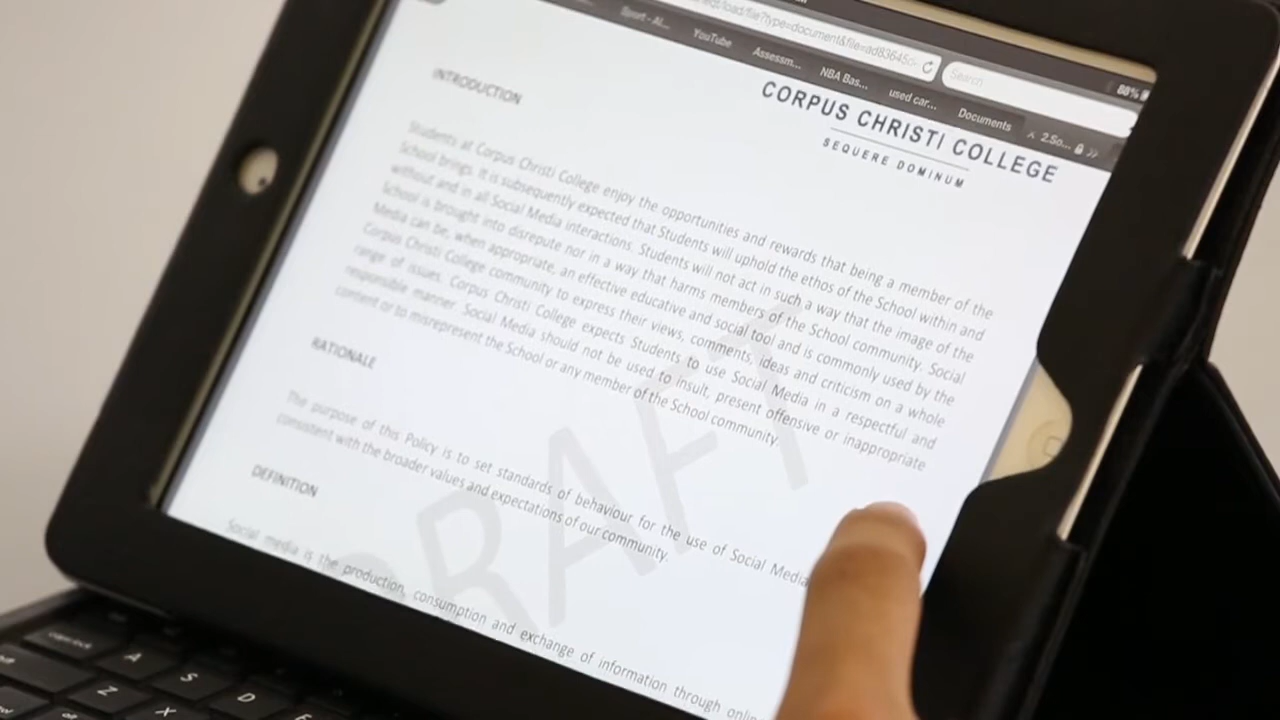 Sport - Al...
YouTube
Assessm...
NBA Bas...
used car...
Documents
2.So...
Search
88%
CORPUS CHRISTI COLLEGE
SEQUERE DOMINUM
INTRODUCTION
Students at Corpus Christi College enjoy the opportunities and rewards that being a member of the
School brings. It is subsequently expected that Students will uphold the ethos of the School within and
without and in all Social Media interactions. Students will not act in such a way that the image of the
School is brought into disrepute nor in a way that harms members of the School community. Social
Media can be, when appropriate, an effective educative and social tool and is commonly used by the
Corpus Christi College community to express their views, comments, ideas and criticism on a whole
range of issues. Corpus Christi College expects Students to use Social Media in a respectful and
responsible manner. Social Media should not be used to insult, present offensive or inappropriate
content or to misrepresent the School or any member of the School community.
RATIONALE
The purpose of this Policy is to set standards of behaviour for the use of Social Media
consistent with the broader values and expectations of our community.
DEFINITION
Social media is the production, consumption and exchange of information through onlin
DRAFT
caps lock
A
S
D
Z
X